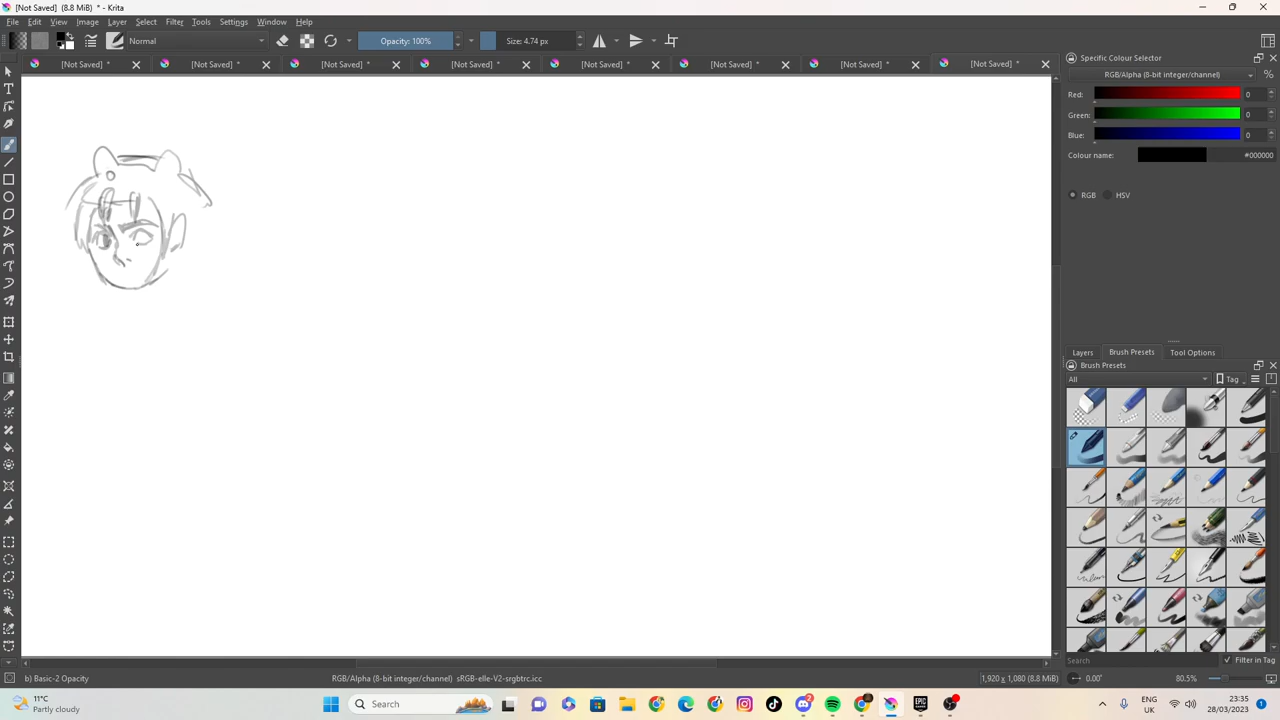 [Not Saved] (8.8 MiB) * - Krita
File Edit View Image Layer Select Filter Tools Settings Window Help
Normal Opacity: 100% Size: 4.74 px
[Not Saved] * [Not Saved] * [Not Saved] * [Not Saved] * [Not Saved] * [Not Saved] * [Not Saved] * [Not Saved] *
Specific Colour Selector
RGB/Alpha (8-bit integer/channel) %
Red: 0
Green: 0
Blue: 0
Colour name: #000000
RGB HSV
Layers Brush Presets Tool Options
Brush Presets
All Tag
Search Filter in Tag
b) Basic-2 Opacity RGB/Alpha (8-bit integer/channel) sRGB-elle-V2-srgbtrc.icc 1,920 x 1,080 (8.8 MiB) 0.00° 80.5%
11°C
Partly cloudy
Search
2
EPIC
GAMES
ENG
UK
23:35
28/03/2023
1